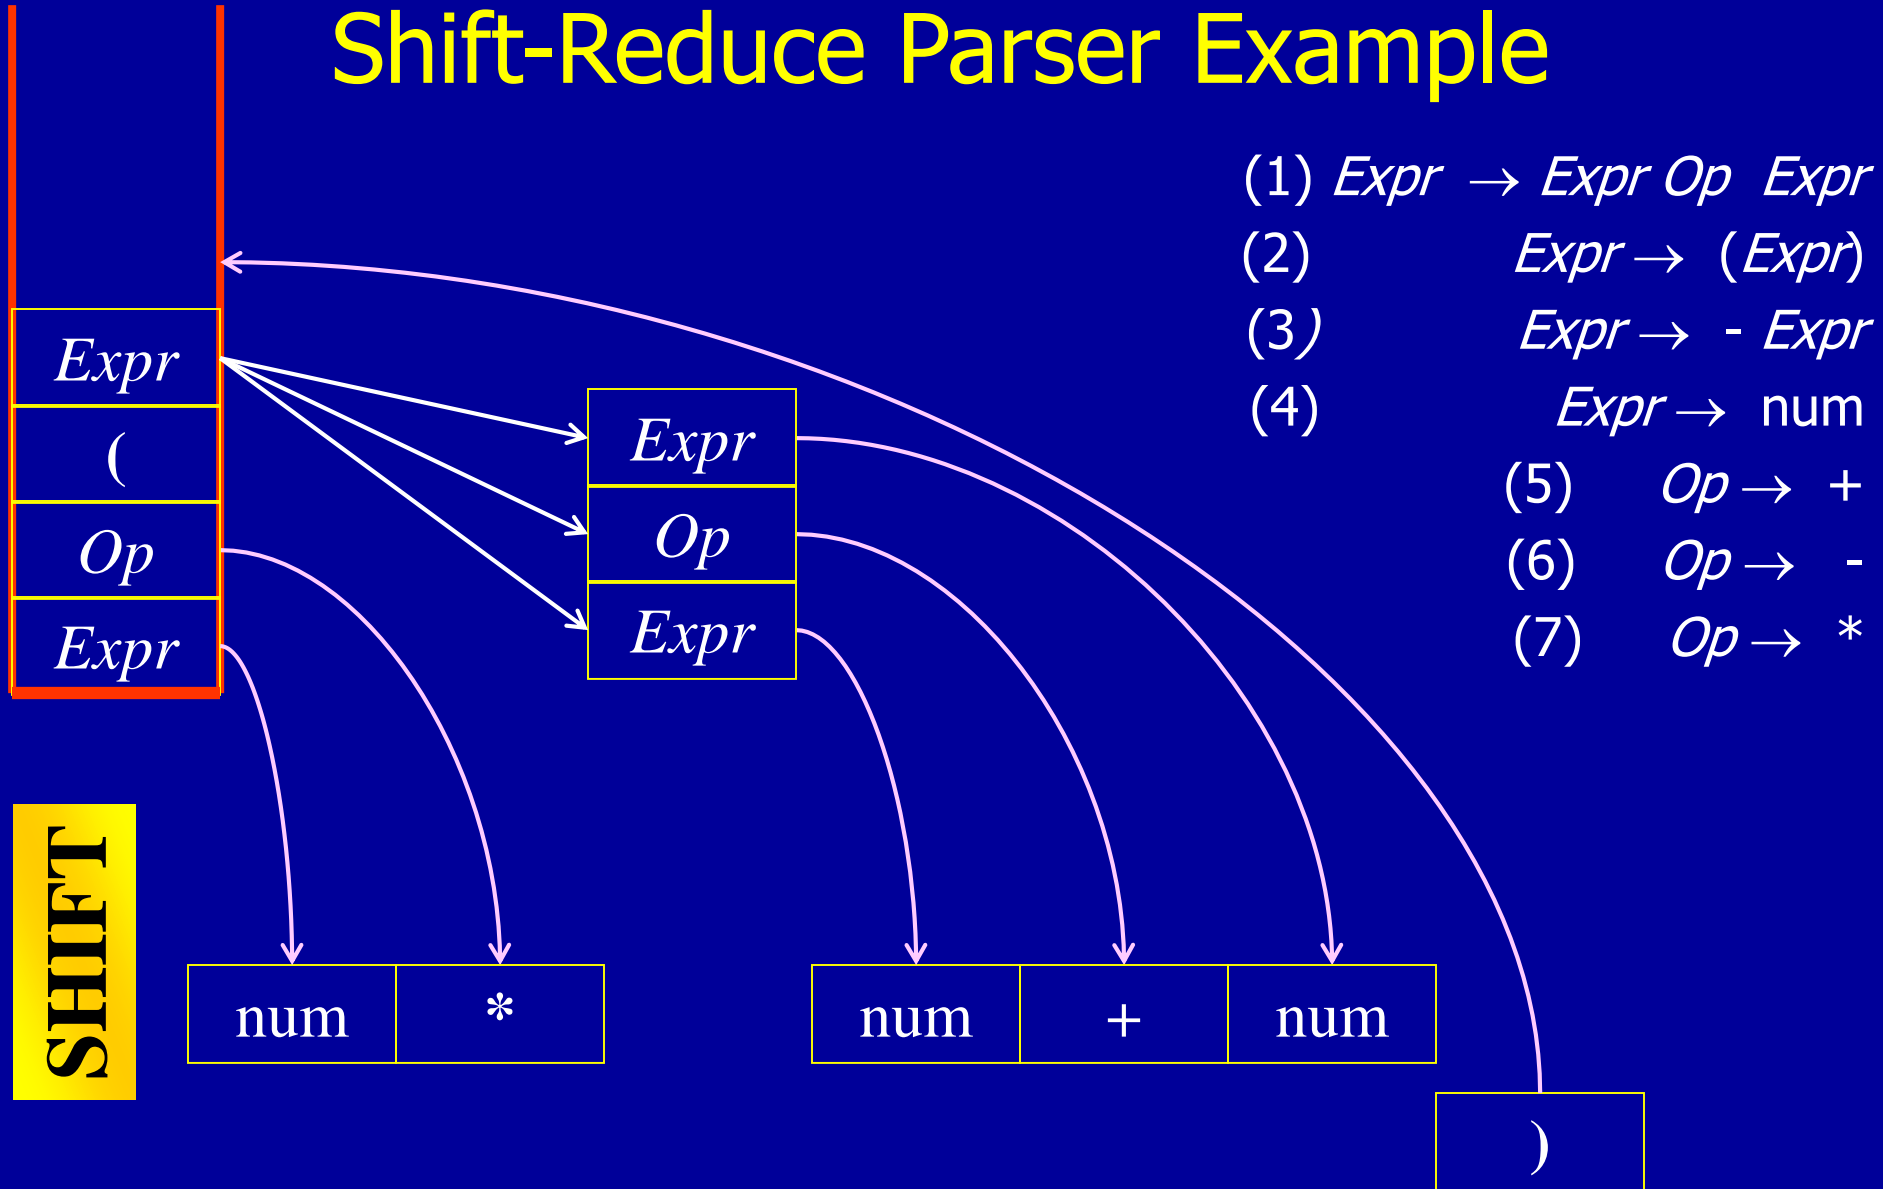 Shift-Reduce Parser Example
(1) Expr → Expr Op Expr
(2) Expr → (Expr)
(3) Expr → - Expr
(4) Expr → num
(5) Op → +
(6) Op → -
(7) Op → *
Expr
(
Op
Expr
Expr
Op
Expr
SHIFT
num * num + num
)